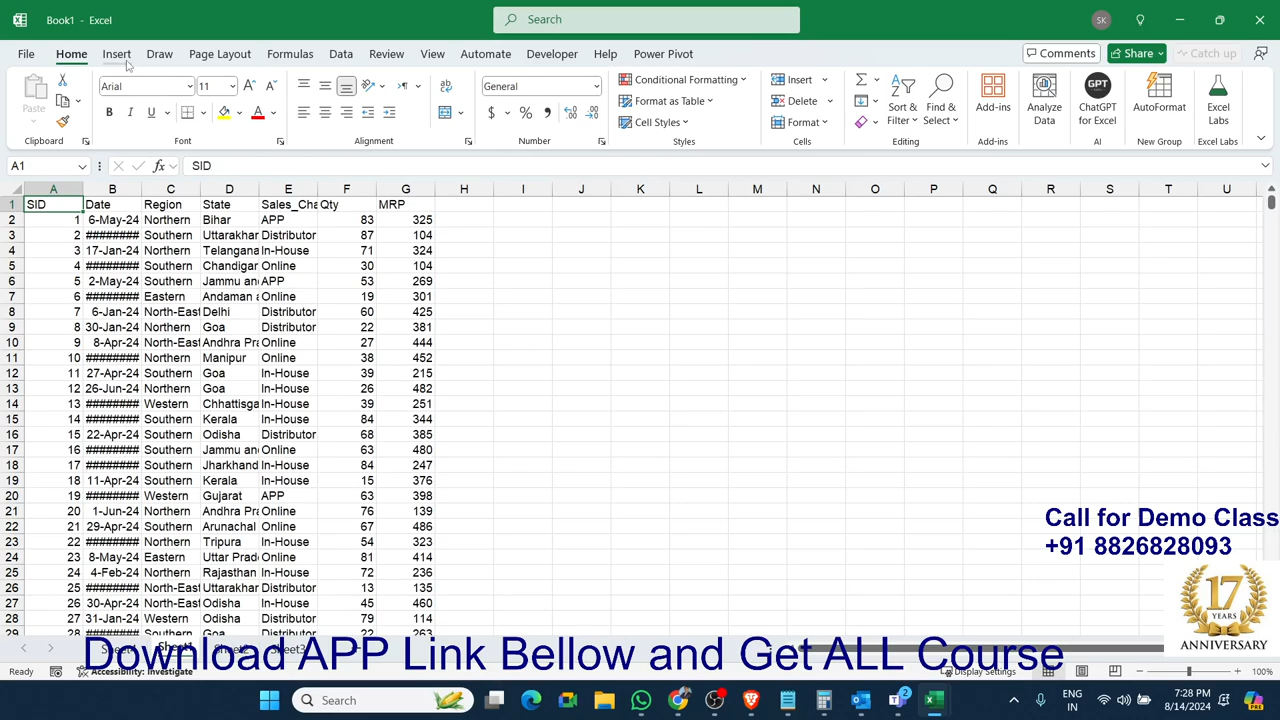 Book1 - Excel
Search
SK
File Home Insert Draw Page Layout Formulas Data Review View Automate Developer Help Power Pivot
Comments Share Catch up
Paste
Arial 11
B I U
General
Conditional Formatting
Format as Table
Cell Styles
Insert
Delete
Format
Sort & Filter
Find & Select
Add-ins
Analyze Data
ChatGPT for Excel
AutoFormat
Excel Labs
Clipboard Font Alignment Number Styles Cells Editing Add-ins AI New Group Excel Labs
A1 fx SID
A B C D E F G H I J K L M N O P Q R S T U
1 SID Date Region State Sales_Cha Qty MRP
2 1 6-May-24 Northern Bihar APP 83 325
3 2 ######## Southern Uttarakhar Distributor 87 104
4 3 17-Jan-24 Northern Telangana In-House 71 324
5 4 ######## Southern Chandigar Online 30 104
6 5 2-May-24 Southern Jammu an APP 53 269
7 6 ######## Eastern Andaman a Online 19 301
8 7 6-Jan-24 North-East Delhi Distributor 60 425
9 8 30-Jan-24 Northern Goa Distributor 22 381
10 9 8-Apr-24 North-East Andhra Pra Online 27 444
11 10 ######## Northern Manipur Online 38 452
12 11 27-Apr-24 Southern Goa In-House 39 215
13 12 26-Jun-24 Northern Goa In-House 26 482
14 13 ######## Western Chhattisga In-House 39 251
15 14 ######## Southern Kerala In-House 84 344
16 15 22-Apr-24 Southern Odisha Distributor 68 385
17 16 ######## Southern Jammu an Online 63 480
18 17 ######## Southern Jharkhand In-House 84 247
19 18 11-Apr-24 Southern Kerala In-House 15 376
20 19 ######## Western Gujarat APP 63 398
21 20 1-Jun-24 Northern Andhra Pra Online 76 139
22 21 29-Apr-24 Southern Arunachal Online 67 486
23 22 ######## Northern Tripura In-House 54 323
24 23 8-May-24 Eastern Uttar Prade Online 81 414
25 24 4-Feb-24 Northern Rajasthan In-House 72 236
26 25 ######## North-East Uttarakhar Distributor 13 135
27 26 30-Apr-24 North-East Odisha In-House 45 460
28 27 31-Jan-24 Western Odisha Distributor 79 114
29 28 ######## Southern Goa Distributor 22 263
Call for Demo Class
+91 8826828093
17 YEARS
ANNIVERSARY
Download APP Link Bellow and Get ALL Course
Ready Accessibility: Investigate Display Settings 100%
Search
2
ENG
IN
7:28 PM
8/14/2024